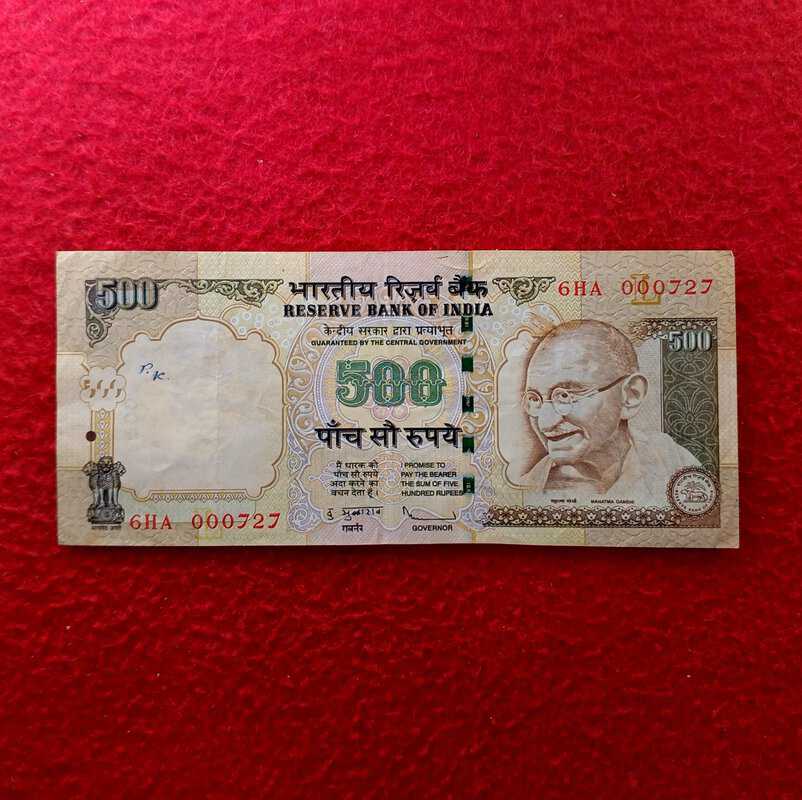 500
भारतीय रिज़र्व बैंक
RESERVE BANK OF INDIA
केन्द्रीय सरकार द्वारा प्रत्याभूत
GUARANTEED BY THE CENTRAL GOVERNMENT
6HA 000727
L
500
P.K.
500
500
पाँच सौ रुपये
मैं धारक को
पाँच सौ रुपये
अदा करने का
वचन देता हूँ।
I PROMISE TO
PAY THE BEARER
THE SUM OF FIVE
HUNDRED RUPEES
महात्मा गांधी
MAHATMA GANDHI
6HA 000727
L
गवर्नर
GOVERNOR